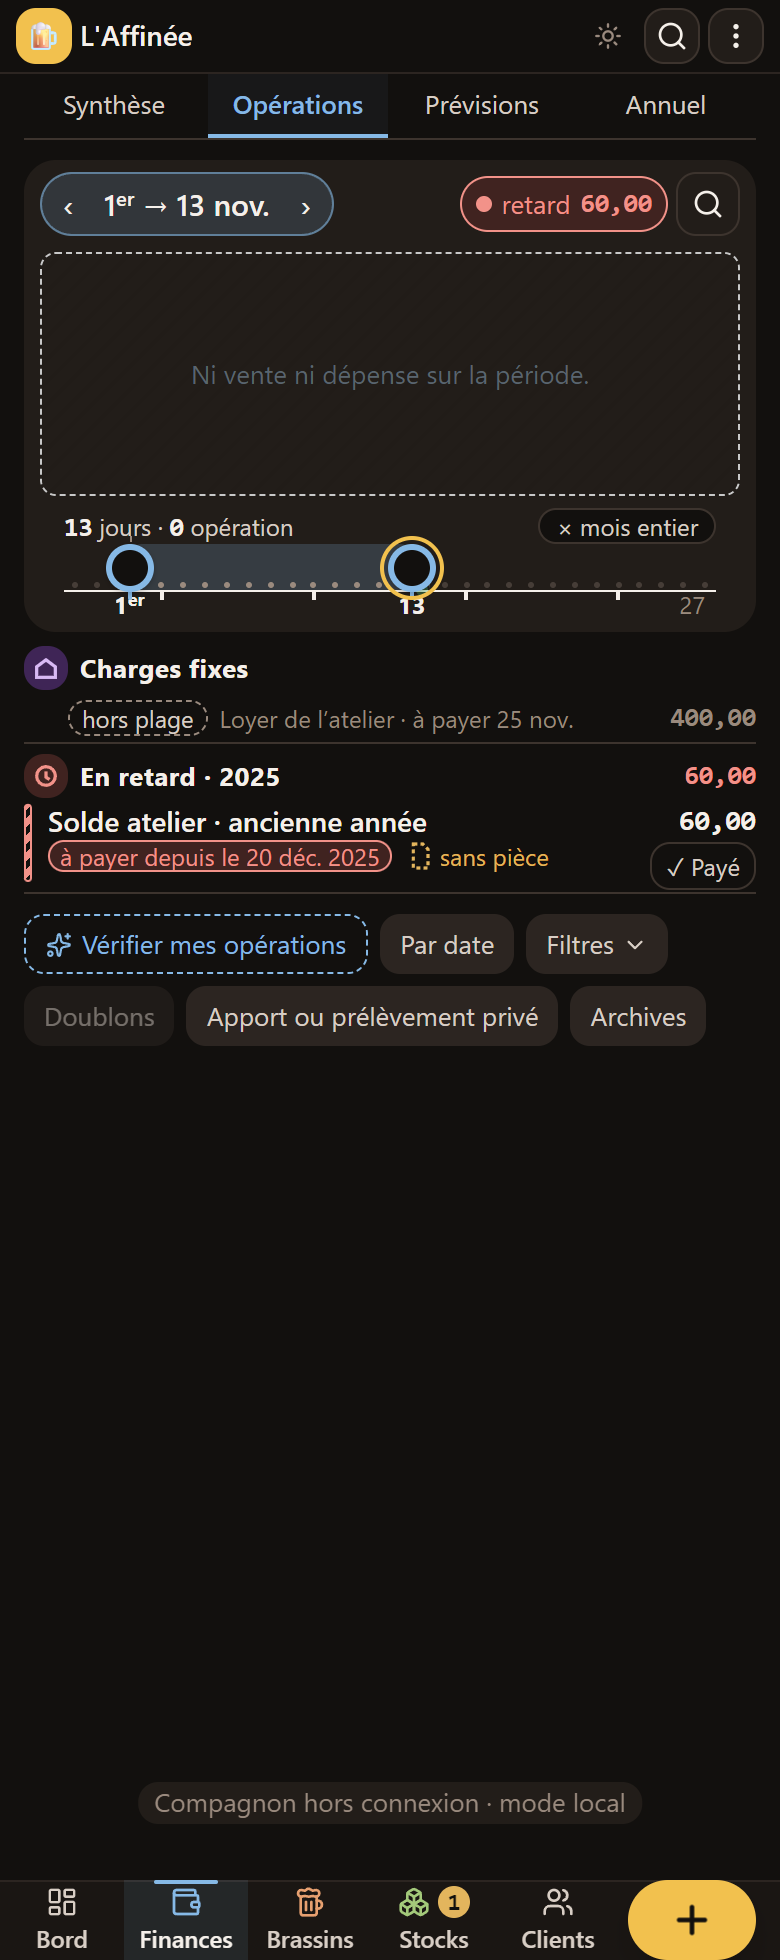 L'Affinée
Synthèse Opérations Prévisions Annuel
‹ 1er → 13 nov. › retard 60,00
Ni vente ni dépense sur la période.
13 jours · 0 opération × mois entier
1er 13 27
Charges fixes
hors plage Loyer de l’atelier · à payer 25 nov. 400,00
En retard · 2025 60,00
Solde atelier · ancienne année 60,00
à payer depuis le 20 déc. 2025 sans pièce ✓ Payé
Vérifier mes opérations Par date Filtres
Doublons Apport ou prélèvement privé Archives
Compagnon hors connexion · mode local
1
Bord Finances Brassins Stocks Clients +